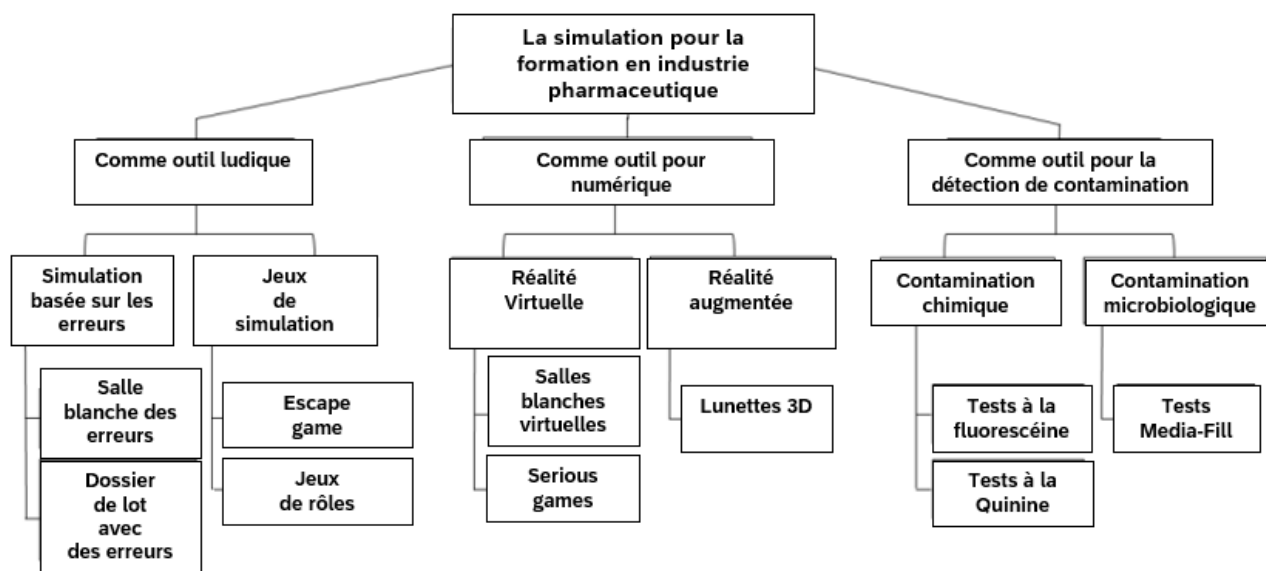 La simulation pour la
formation en industrie
pharmaceutique
Comme outil ludique
Comme outil pour
numérique
Comme outil pour la
détection de contamination
Simulation
basée sur les
erreurs
Jeux
de
simulation
Réalité
Virtuelle
Réalité
augmentée
Contamination
chimique
Contamination
microbiologique
Salle
blanche des
erreurs
Escape
game
Salles
blanches
virtuelles
Lunettes 3D
Tests à la
fluorescéine
Tests
Media-Fill
Dossier
de lot
avec
des erreurs
Jeux
de rôles
Serious
games
Tests à la
Quinine